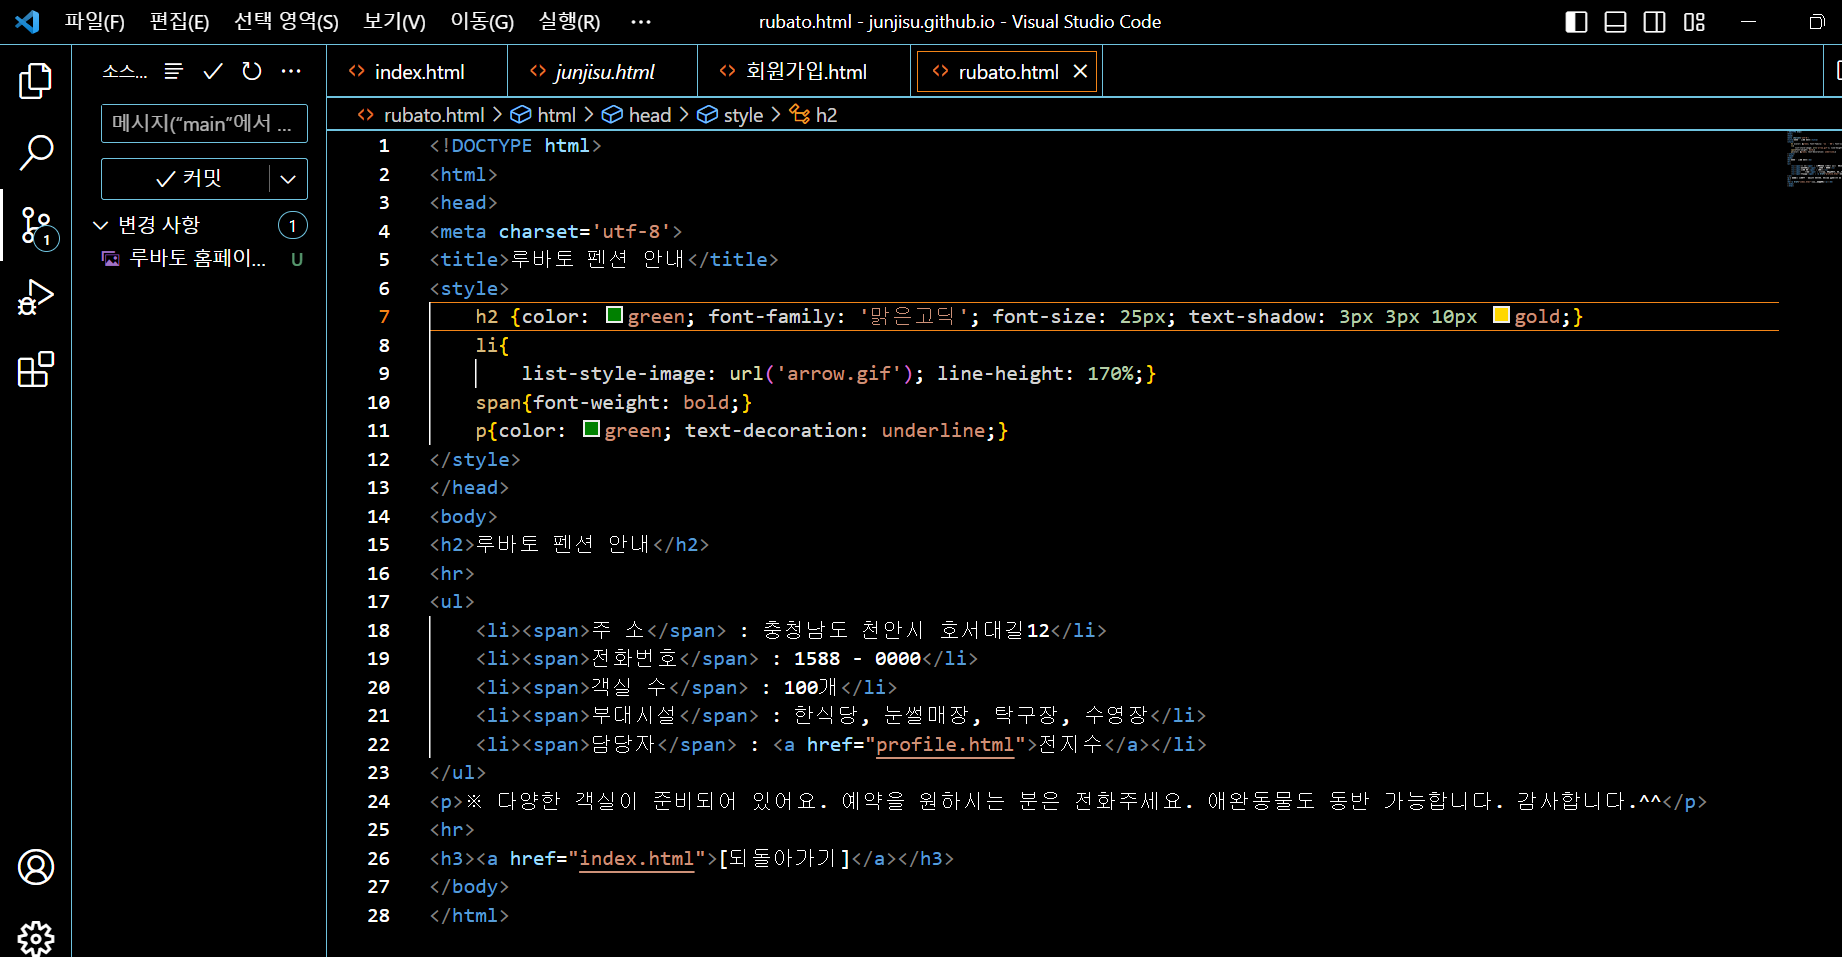 파일(F) 편집(E) 선택 영역(S) 보기(V) 이동(G) 실행(R) ··· rubato.html - junjisu.github.io - Visual Studio Code
소스...
index.html junjisu.html 회원가입.html rubato.html
메시지("main"에서 ...
커밋
변경 사항 1
1
루바토 홈페이... U
rubato.html > html > head > style > h2
1 <!DOCTYPE html>
2 <html>
3 <head>
4 <meta charset='utf-8'>
5 <title>루바토 펜션 안내</title>
6 <style>
7 h2 {color: green; font-family: '맑은고딕'; font-size: 25px; text-shadow: 3px 3px 10px gold;}
8 li{
9 list-style-image: url('arrow.gif'); line-height: 170%;}
10 span{font-weight: bold;}
11 p{color: green; text-decoration: underline;}
12 </style>
13 </head>
14 <body>
15 <h2>루바토 펜션 안내</h2>
16 <hr>
17 <ul>
18 <li><span>주 소</span> : 충청남도 천안시 호서대길12</li>
19 <li><span>전화번호</span> : 1588 - 0000</li>
20 <li><span>객실 수</span> : 100개</li>
21 <li><span>부대시설</span> : 한식당, 눈썰매장, 탁구장, 수영장</li>
22 <li><span>담당자</span> : <a href="profile.html">전지수</a></li>
23 </ul>
24 <p>※ 다양한 객실이 준비되어 있어요. 예약을 원하시는 분은 전화주세요. 애완동물도 동반 가능합니다. 감사합니다.^^</p>
25 <hr>
26 <h3><a href="index.html">[되돌아가기]</a></h3>
27 </body>
28 </html>